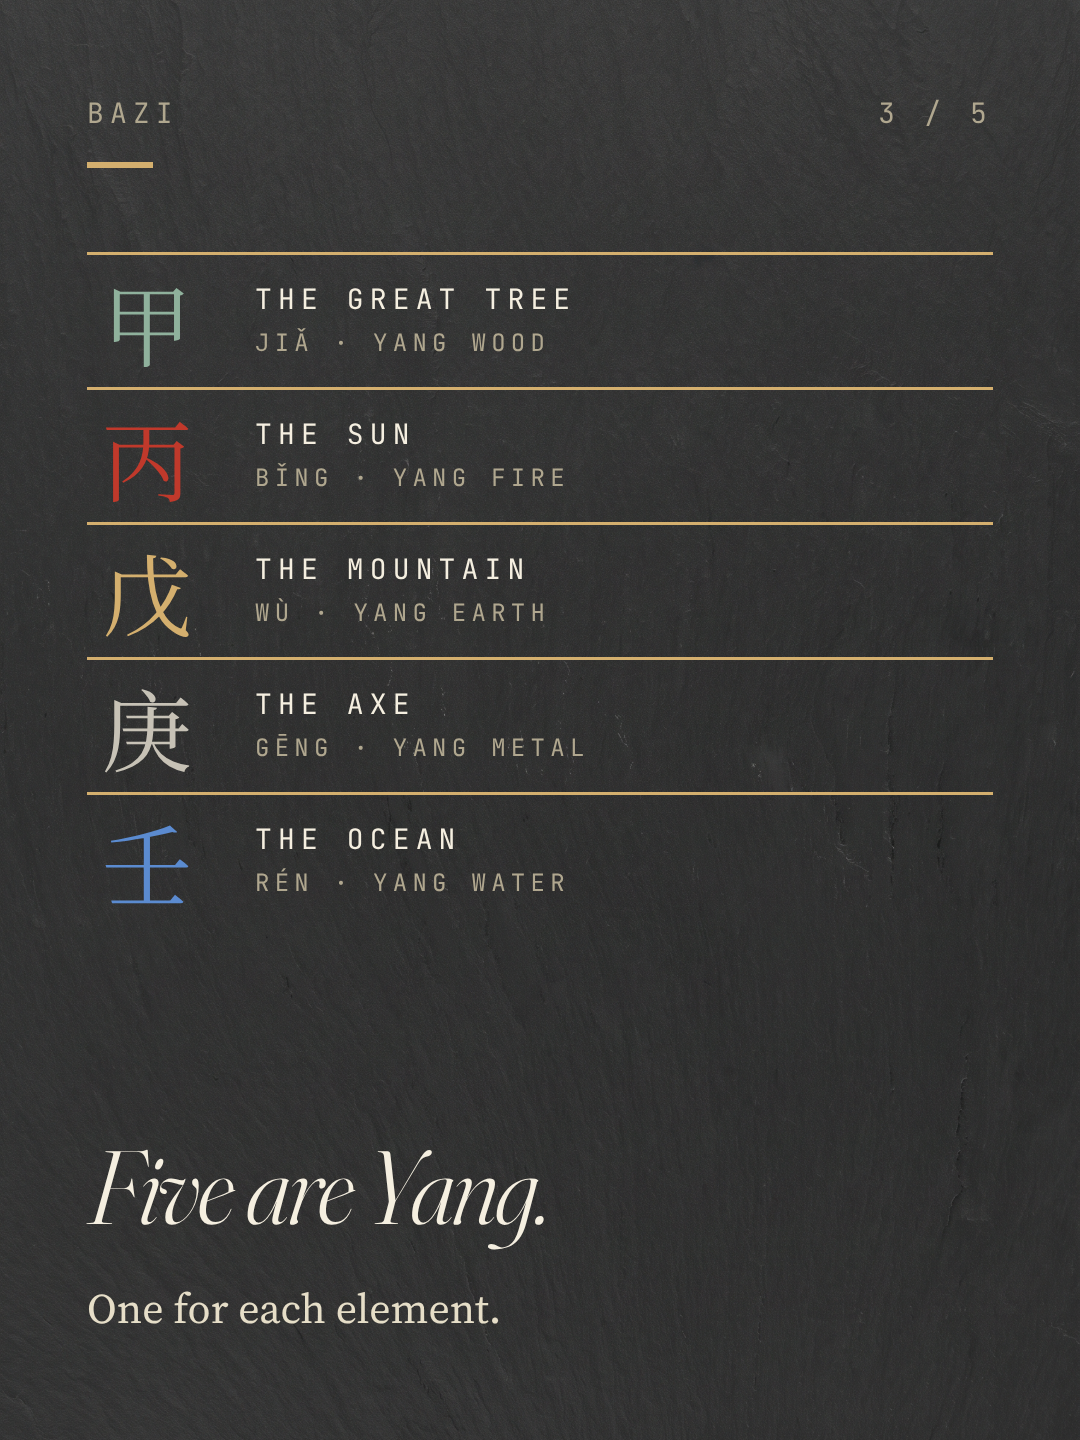 BAZI
3 / 5
甲
THE GREAT TREE
JIǍ · YANG WOOD
丙
THE SUN
BǏNG · YANG FIRE
戊
THE MOUNTAIN
WÙ · YANG EARTH
庚
THE AXE
GĒNG · YANG METAL
壬
THE OCEAN
RÉN · YANG WATER
Five are Yang.
One for each element.